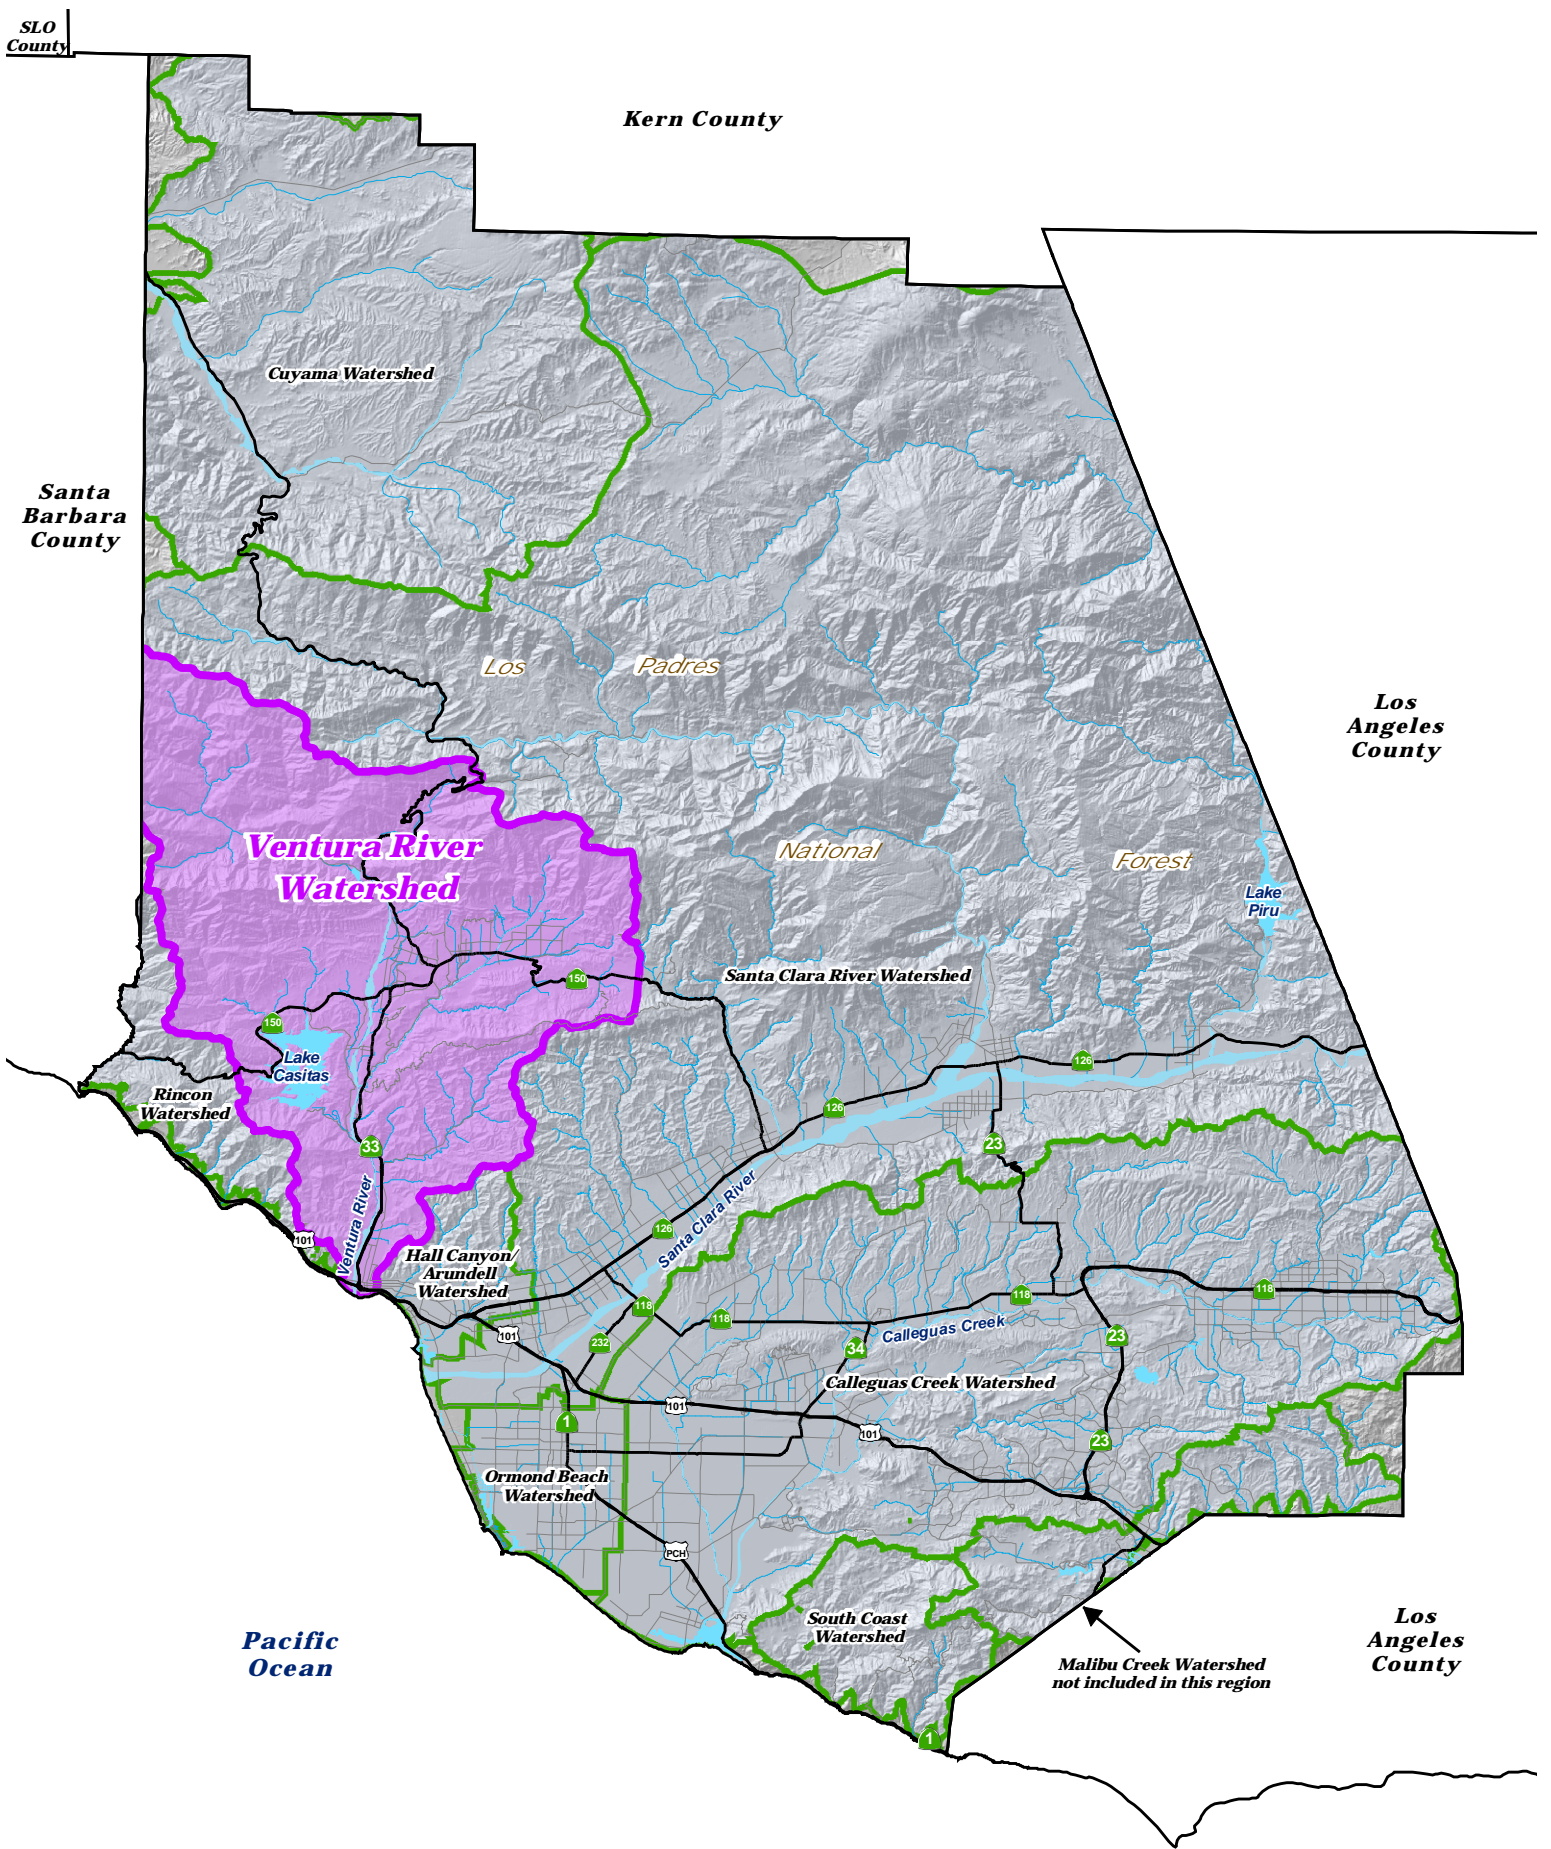 SLO
County
Kern County
Cuyama Watershed
Santa
Barbara
County
Los
Padres
Los
Angeles
County
Ventura River
Watershed
National
Forest
Lake
Piru
Santa Clara River Watershed
150
150
Lake
Casitas
126
126
Rincon
Watershed
33
23
Ventura River
Santa Clara River
126
101
Hall Canyon/
Arundell
Watershed
118
118
118
118
Calleguas Creek
101
232
34
23
Calleguas Creek Watershed
101
1
101
23
Ormond Beach
Watershed
PCH
South Coast
Watershed
Pacific
Ocean
Los
Angeles
County
Malibu Creek Watershed
not included in this region
1